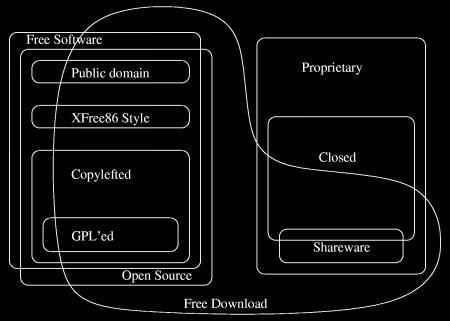 Free Software
Public domain
XFree86 Style
Copylefted
GPL'ed
Open Source
Proprietary
Closed
Shareware
Free Download